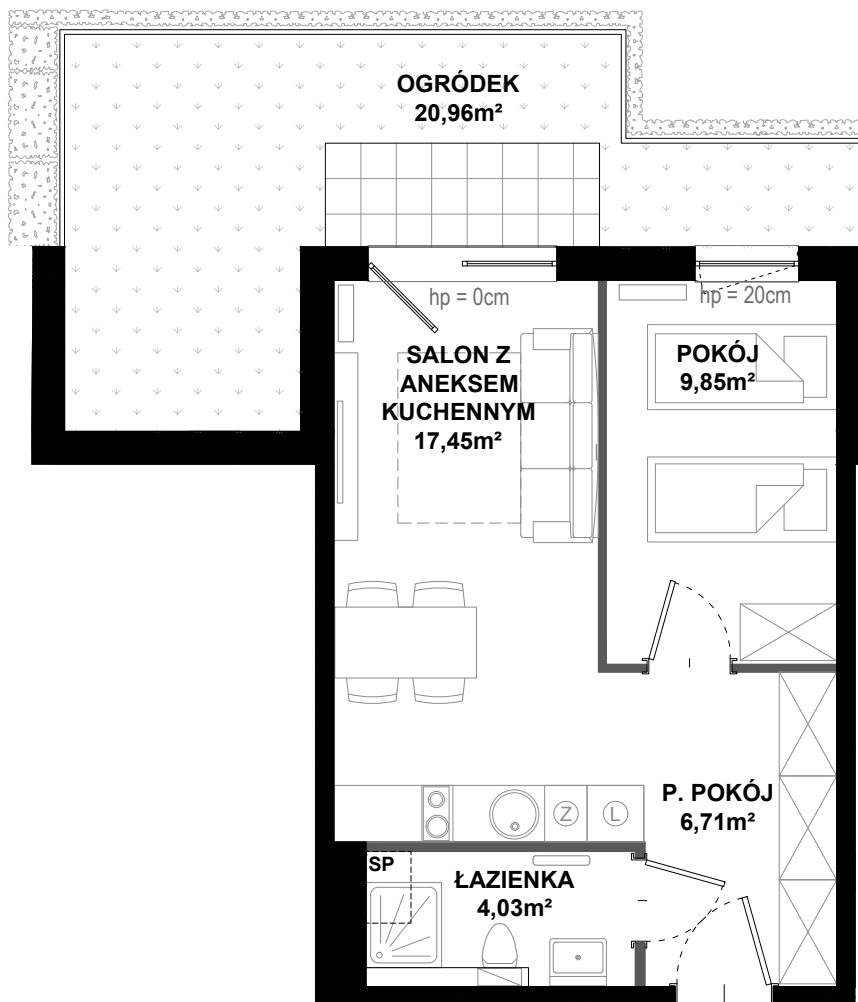 OGRÓDEK
20,96m²
hp = 0cm
hp = 20cm
SALON Z
ANEKSEM
KUCHENNYM
17,45m²
POKÓJ
9,85m²
Z
L
P. POKÓJ
6,71m²
SP
ŁAZIENKA
4,03m²